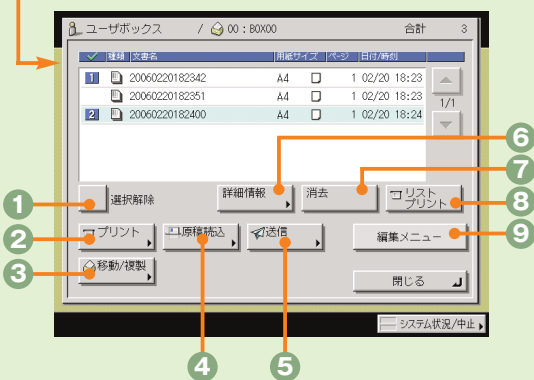 ユーザボックス / 00 : BOX00 合計 3
種類 文書名 用紙サイズ ページ 日付/時刻
1 20060220182342 A4 1 02/20 18:23
20060220182351 A4 1 02/20 18:23
2 20060220182400 A4 1 02/20 18:24
1/1
選択解除 詳細情報 消去 リスト
プリント
プリント 原稿読込 送信 編集メニュー
移動/複製 閉じる
システム状況/中止
1
2
3
4
5
6
7
8
9